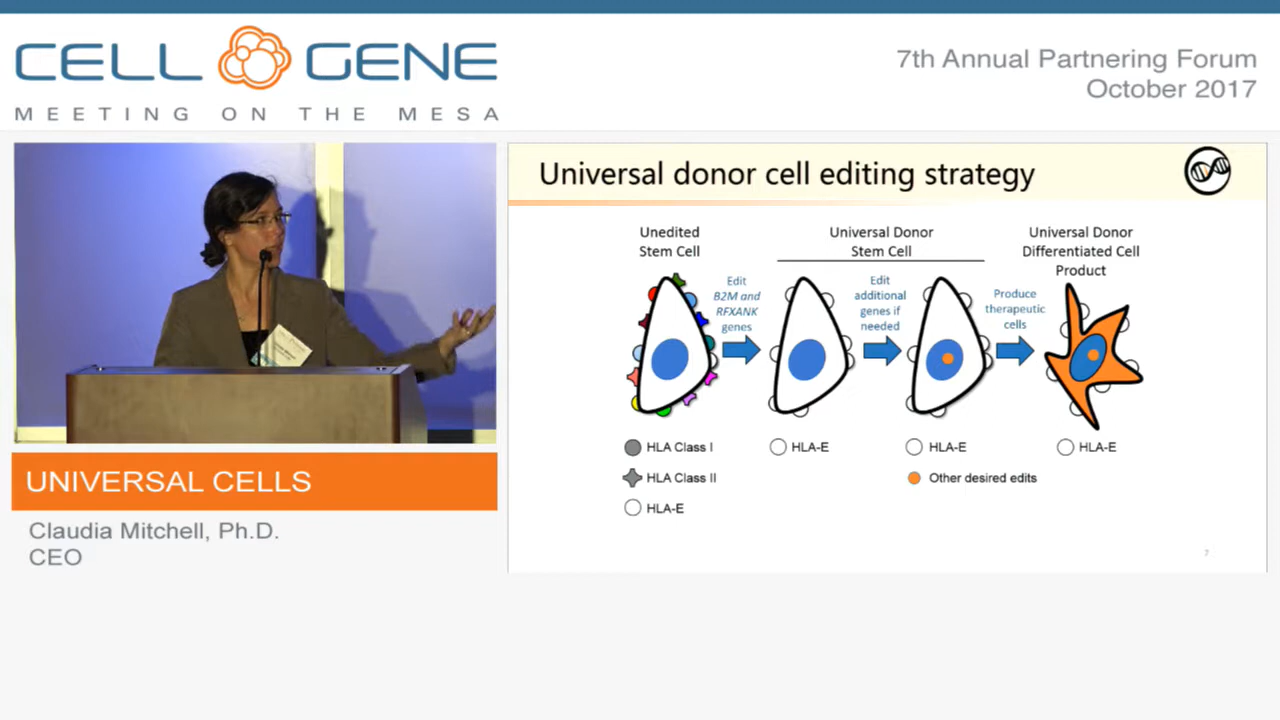 CELL GENE
MEETING ON THE MESA
7th Annual Partnering Forum
October 2017
Universal donor cell editing strategy
Unedited
Stem Cell
Universal Donor
Stem Cell
Universal Donor
Differentiated Cell
Product
Edit
B2M and
RFXANK
genes
Edit
additional
genes if
needed
Produce
therapeutic
cells
HLA Class I
HLA Class II
HLA-E
HLA-E
HLA-E
Other desired edits
HLA-E
7
UNIVERSAL CELLS
Claudia Mitchell, Ph.D.
CEO